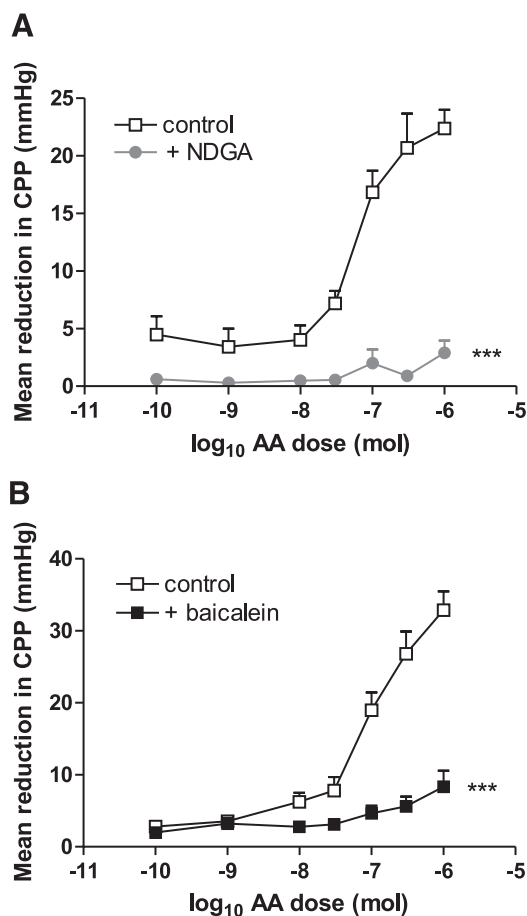 A
Mean reduction in CPP (mmHg)
25
20
15
10
5
0
control
+ NDGA
***
-11 -10 -9 -8 -7 -6 -5
log₁₀ AA dose (mol)
B
Mean reduction in CPP (mmHg)
40
30
20
10
0
control
+ baicalein
***
-11 -10 -9 -8 -7 -6 -5
log₁₀ AA dose (mol)